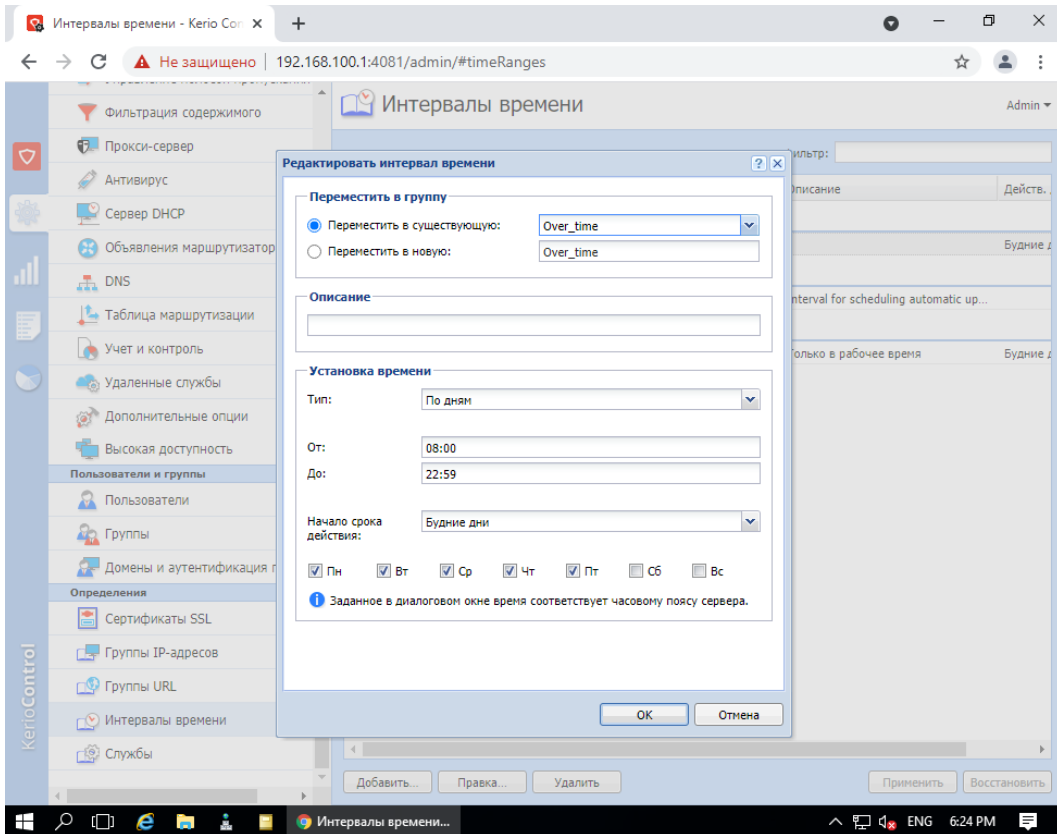 Интервалы времени - Kerio Con
Не защищено | 192.168.100.1:4081/admin/#timeRanges
Фильтрация содержимого
Прокси-сервер
Антивирус
Сервер DHCP
Объявления маршрутизатор
DNS
Таблица маршрутизации
Учет и контроль
Удаленные службы
Дополнительные опции
Высокая доступность
Пользователи и группы
Пользователи
Группы
Домены и аутентификация
Определения
Сертификаты SSL
Группы IP-адресов
Группы URL
Интервалы времени
Службы
KerioControl
Интервалы времени
Admin
Редактировать интервал времени
Переместить в группу
Переместить в существующую: Over_time
Переместить в новую: Over_time
Описание
Установка времени
Тип: По дням
От: 08:00
До: 22:59
Начало срока
действия:
Будние дни
Пн Вт Ср Чт Пт Сб Вс
Заданное в диалоговом окне время соответствует часовому поясу сервера.
OK Отмена
ильтр:
Описание Действ.
Будние д
nterval for scheduling automatic up...
олько в рабочее время Будние д
Добавить... Правка... Удалить Применить Восстановить
Интервалы времени...
ENG 6:24 PM